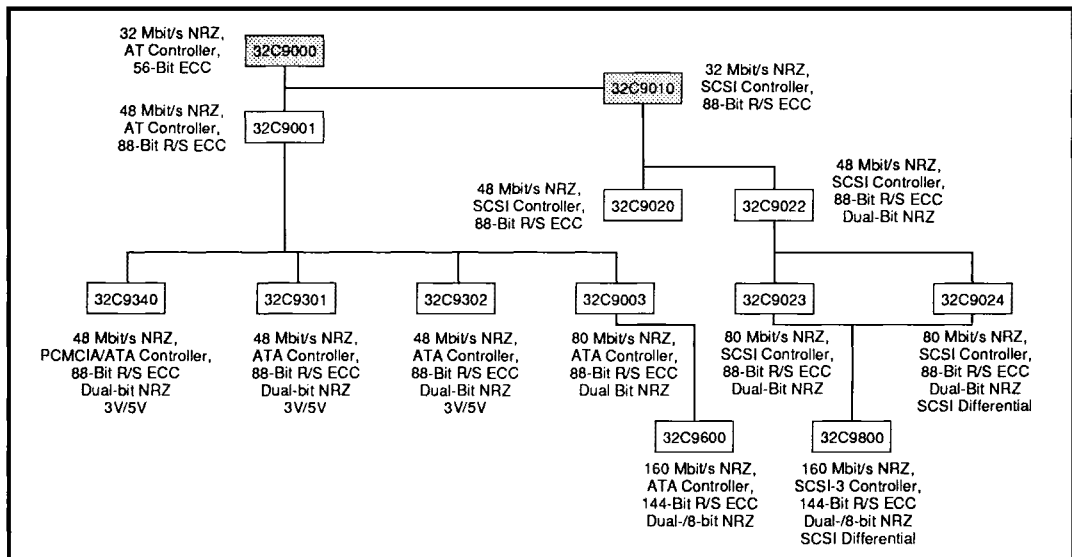 32 Mbit/s NRZ,
AT Controller,
56-Bit ECC
32C9000
32C9010
32 Mbit/s NRZ,
SCSI Controller,
88-Bit R/S ECC
48 Mbit/s NRZ,
AT Controller,
88-Bit R/S ECC
32C9001
48 Mbit/s NRZ,
SCSI Controller,
88-Bit R/S ECC
32C9020
32C9022
48 Mbit/s NRZ,
SCSI Controller,
88-Bit R/S ECC
Dual-Bit NRZ
32C9340
48 Mbit/s NRZ,
PCMCIA/ATA Controller,
88-Bit R/S ECC
Dual-bit NRZ
3V/5V
32C9301
48 Mbit/s NRZ,
ATA Controller,
88-Bit R/S ECC
Dual-bit NRZ
3V/5V
32C9302
48 Mbit/s NRZ,
ATA Controller,
88-Bit R/S ECC
Dual-Bit NRZ
3V/5V
32C9003
80 Mbit/s NRZ,
ATA Controller,
88-Bit R/S ECC
Dual Bit NRZ
32C9023
80 Mbit/s NRZ,
SCSI Controller,
88-Bit R/S ECC
Dual-Bit NRZ
32C9024
80 Mbit/s NRZ,
SCSI Controller,
88-Bit R/S ECC
Dual-Bit NRZ
SCSI Differential
32C9600
160 Mbit/s NRZ,
ATA Controller,
144-Bit R/S ECC
Dual-/8-bit NRZ
32C9800
160 Mbit/s NRZ,
SCSI-3 Controller,
144-Bit R/S ECC
Dual-/8-bit NRZ
SCSI Differential